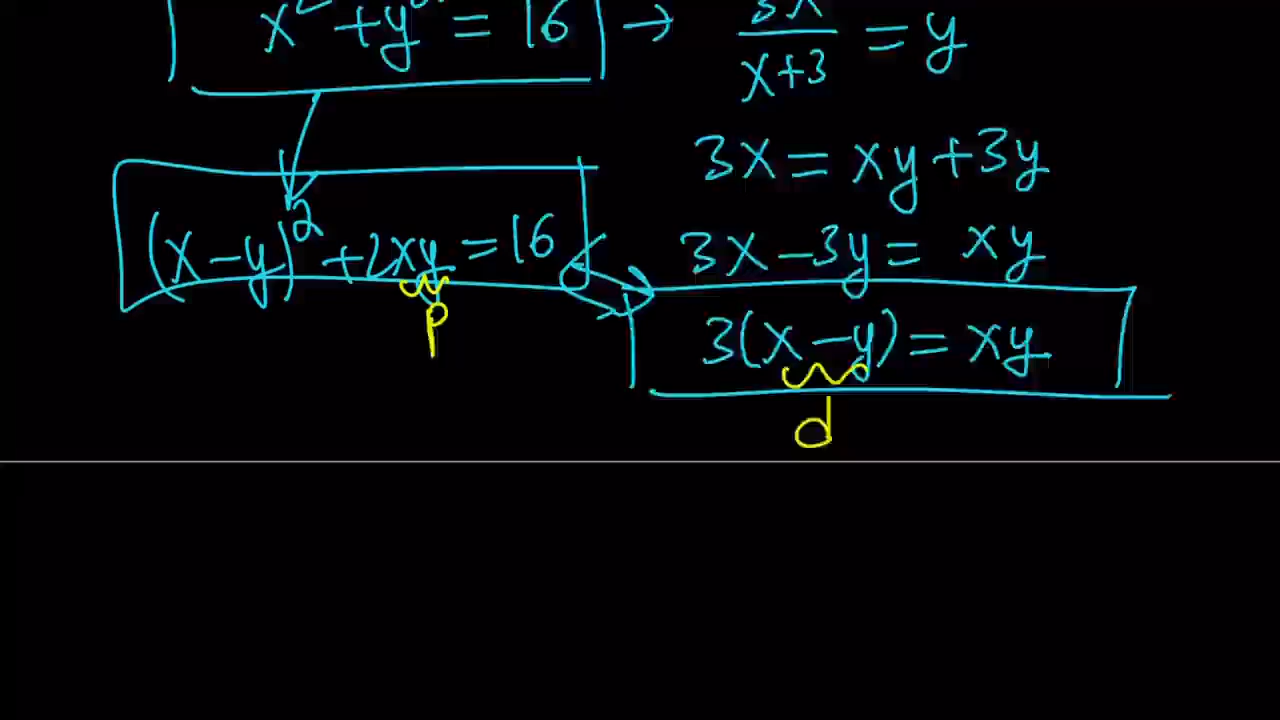 x² + y² = 16 → 3x/(x+3) = y
3x = xy + 3y
(x-y)² + 2xy = 16
p
3x - 3y = xy
3(x-y) = xy
d